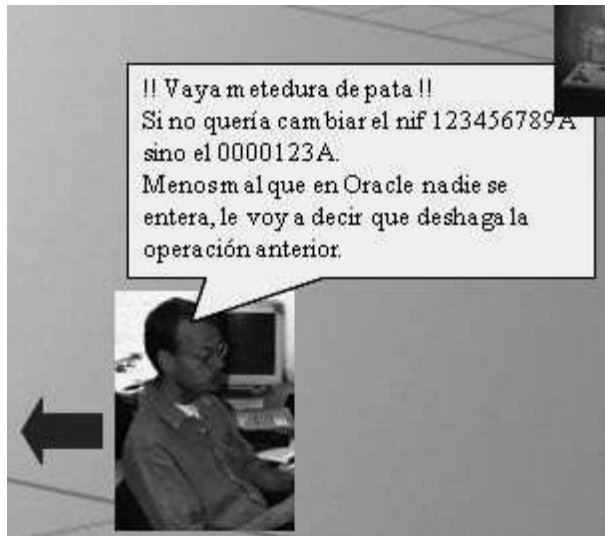 !! Vaya metedura de pata !!
Si no quería cambiar el nif 123456789A
sino el 0000123A.
Menos mal que en Oracle nadie se
entera, le voy a decir que deshaga la
operación anterior.